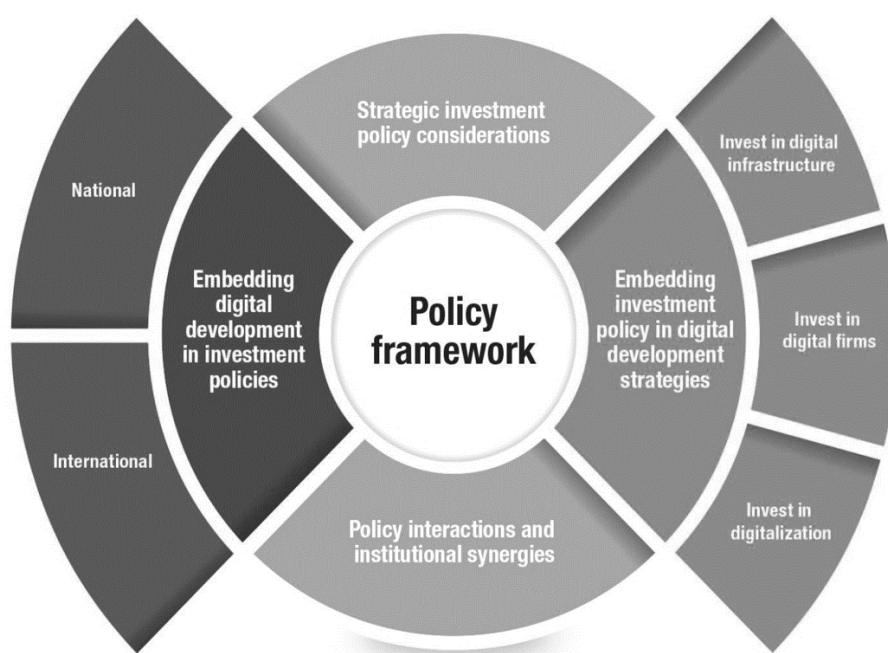 Strategic investment
policy considerations
National
Embedding
digital
development
in investment
policies
International
Policy
framework
Embedding
investment
policy in digital
development
strategies
Invest in digital
infrastructure
Invest in
digital firms
Invest in
digitalization
Policy interactions and
institutional synergies